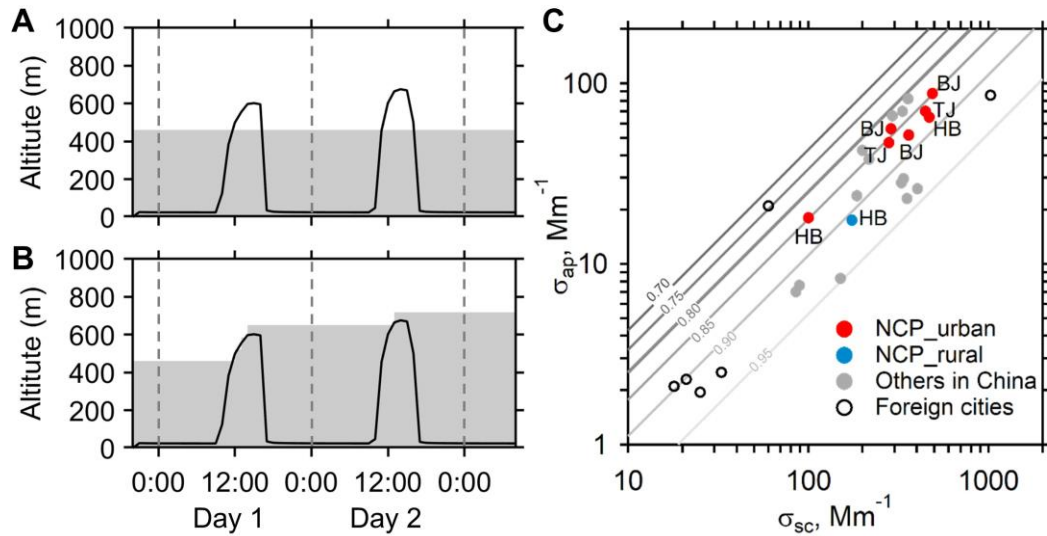 A
1000
800
600
400
200
0
Altitute (m)
B
1000
800
600
400
200
0
Altitute (m)
0:00 12:00 0:00 12:00 0:00
Day 1 Day 2
C
100
10
1
σap, Mm-1
BJ
TJ
BJ
HB
TJ
BJ
HB
HB
0.70
0.75
0.80
0.85
0.90
0.95
NCP_urban
NCP_rural
Others in China
Foreign cities
10 100 1000
σsc, Mm-1